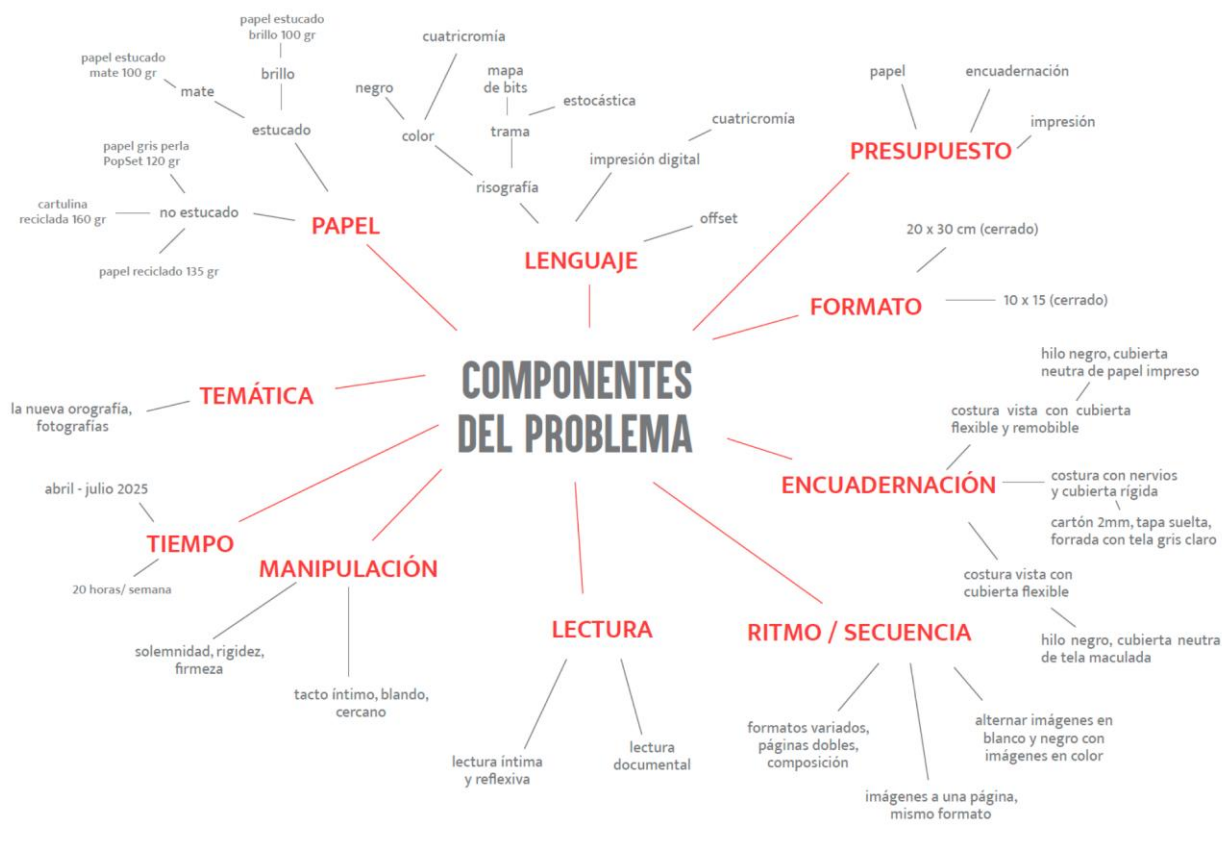 papel estucado
brillo 100 gr
papel estucado
mate 100 gr
brillo
mate
estucado
papel gris perla
PopSet 120 gr
cartulina
reciclada 160 gr
no estucado
papel reciclado 135 gr
PAPEL
cuatricromía
negro
color
mapa
de bits
estocástica
trama
risografía
cuatricromía
impresión digital
offset
LENGUAJE
papel
encuadernación
impresión
PRESUPUESTO
20 x 30 cm (cerrado)
10 x 15 (cerrado)
FORMATO
COMPONENTES
DEL PROBLEMA
TEMÁTICA
la nueva orografía,
fotografías
abril - julio 2025
TIEMPO
20 horas/ semana
MANIPULACIÓN
solemnidad, rigidez,
firmeza
tacto íntimo, blando,
cercano
LECTURA
lectura íntima
y reflexiva
lectura
documental
RITMO / SECUENCIA
formatos variados,
páginas dobles,
composición
imágenes a una página,
mismo formato
alternar imágenes en
blanco y negro con
imágenes en color
ENCUADERNACIÓN
hilo negro, cubierta
neutra de papel impreso
costura vista con cubierta
flexible y remobible
costura con nervios
y cubierta rígida
cartón 2mm, tapa suelta,
forrada con tela gris claro
costura vista con
cubierta flexible
hilo negro, cubierta neutra
de tela maculada